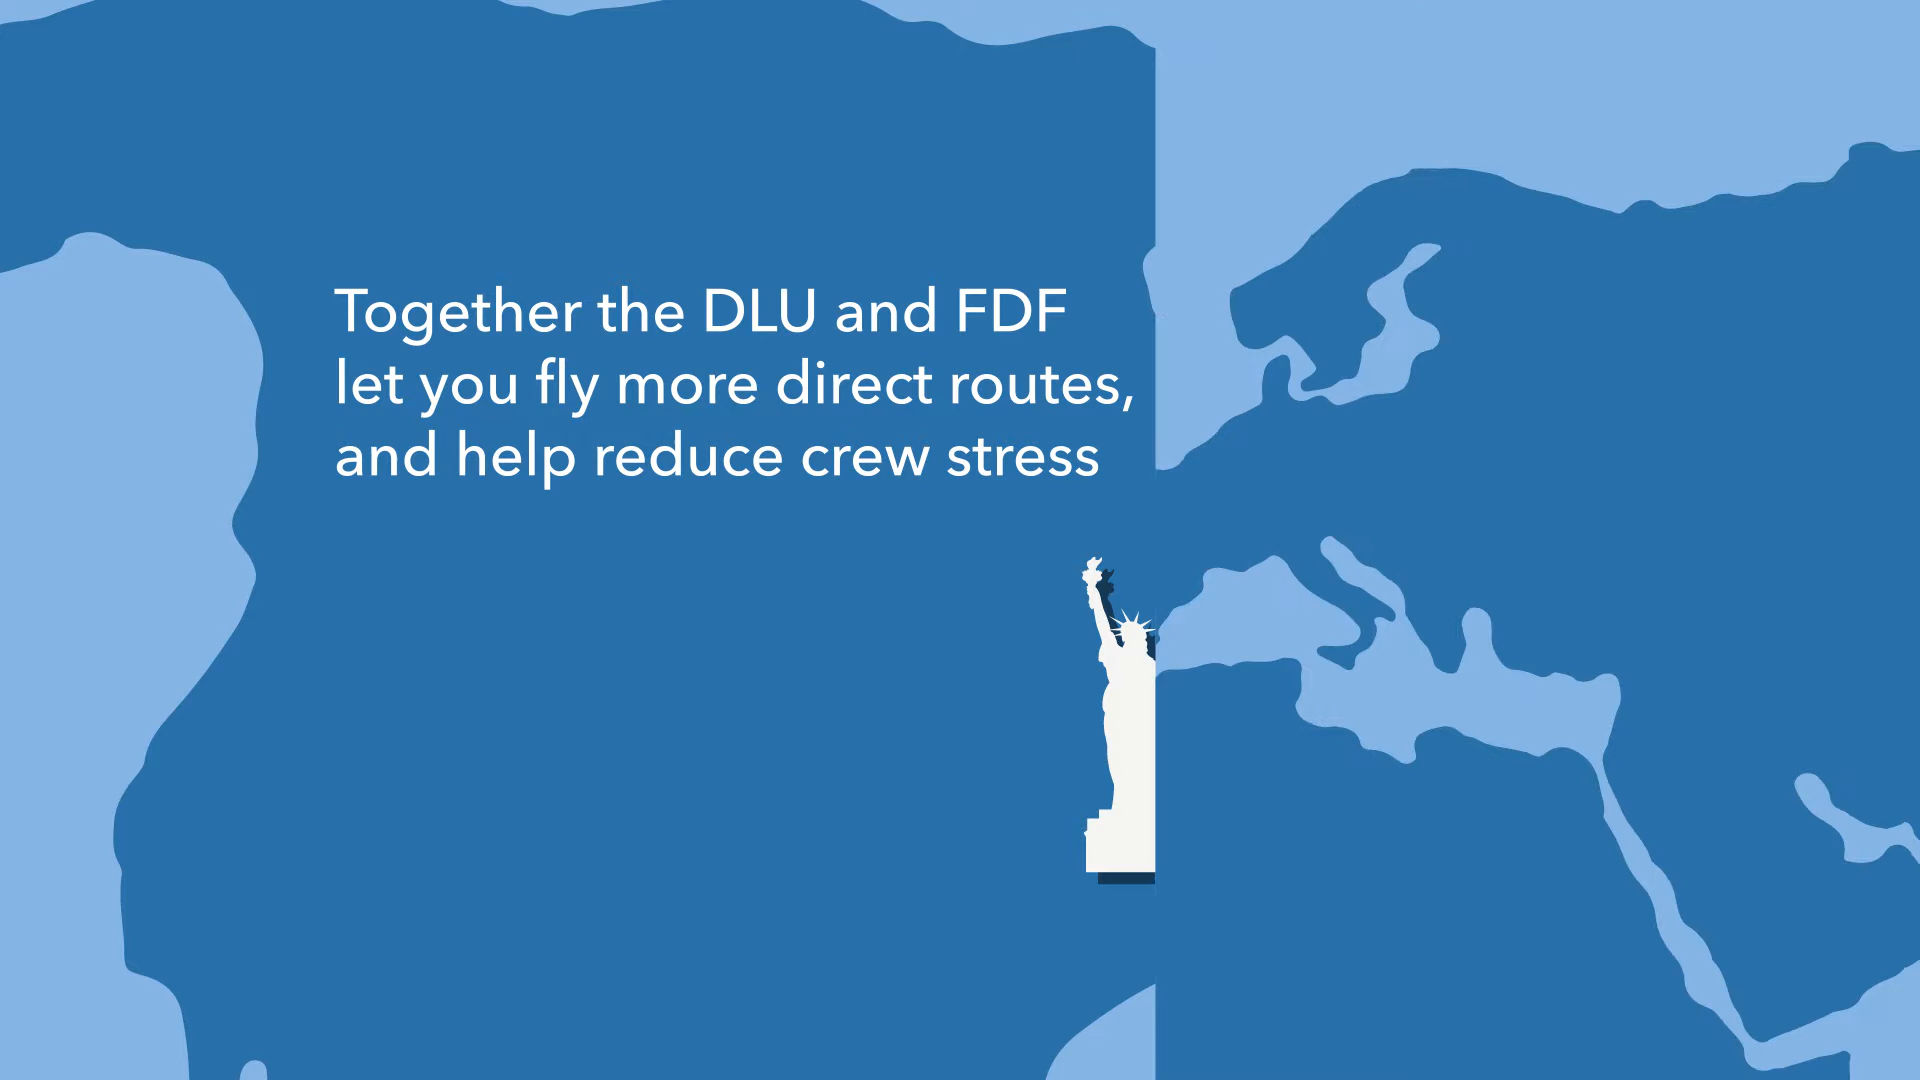 Together the DLU and FDF
let you fly more direct routes,
and help reduce crew stress